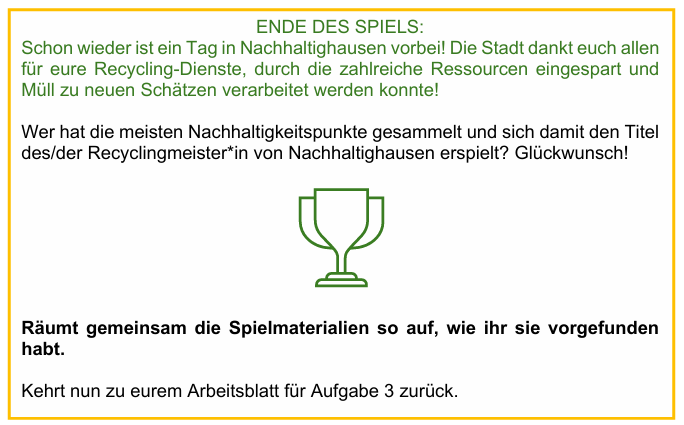 ENDE DES SPIELS:
Schon wieder ist ein Tag in Nachhaltighausen vorbei! Die Stadt dankt euch allen
für eure Recycling-Dienste, durch die zahlreiche Ressourcen eingespart und
Müll zu neuen Schätzen verarbeitet werden konnte!
Wer hat die meisten Nachhaltigkeitspunkte gesammelt und sich damit den Titel
des/der Recyclingmeister*in von Nachhaltighausen erspielt? Glückwunsch!
Räumt gemeinsam die Spielmaterialien so auf, wie ihr sie vorgefunden
habt.
Kehrt nun zu eurem Arbeitsblatt für Aufgabe 3 zurück.